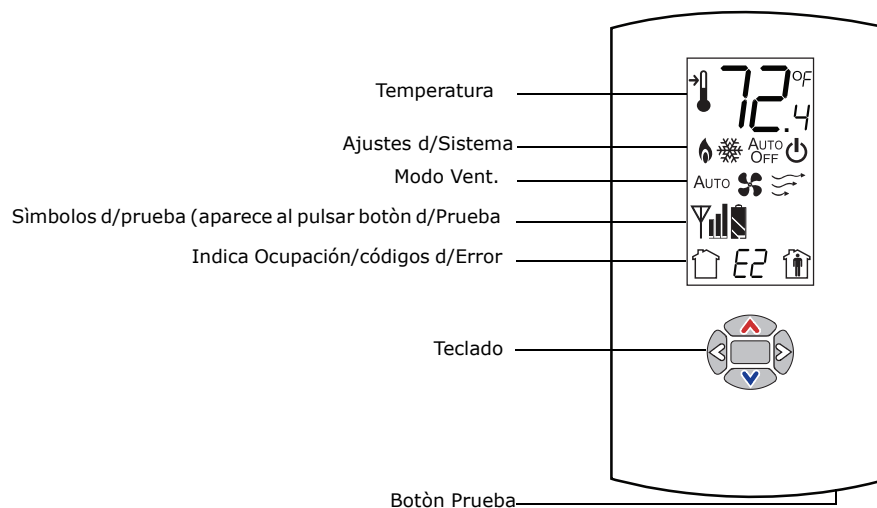 Temperatura
72.4 °F
Ajustes d/Sistema
AUTO OFF
Modo Vent.
AUTO
Sìmbolos d/prueba (aparece al pulsar botòn d/Prueba
Indica Ocupación/códigos d/Error
E2
Teclado
Botòn Prueba